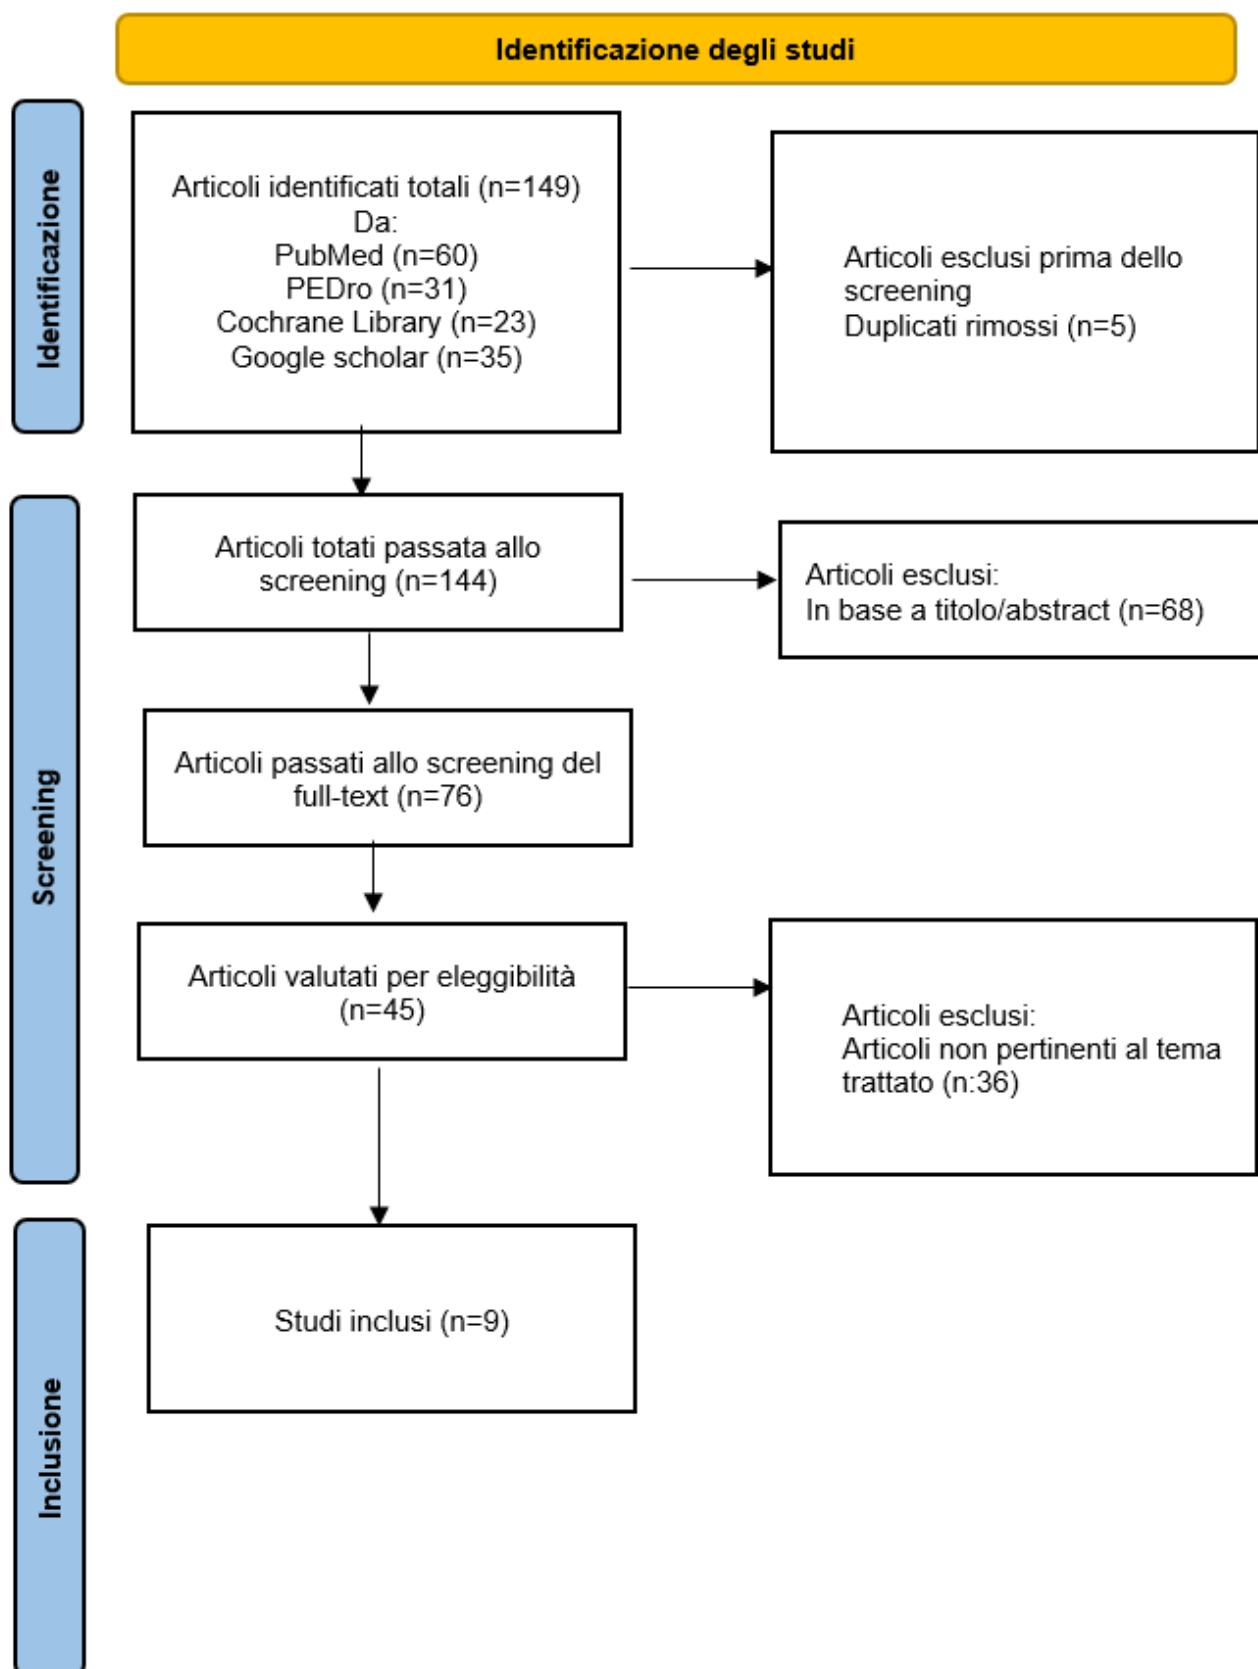 Identificazione degli studi
Identificazione
Articoli identificati totali (n=149)
Da:
PubMed (n=60)
PEDro (n=31)
Cochrane Library (n=23)
Google scholar (n=35)
Articoli esclusi prima dello
screening
Duplicati rimossi (n=5)
Screening
Articoli totati passata allo
screening (n=144)
Articoli esclusi:
In base a titolo/abstract (n=68)
Articoli passati allo screening del
full-text (n=76)
Articoli valutati per eleggibilità
(n=45)
Articoli esclusi:
Articoli non pertinenti al tema
trattato (n:36)
Inclusione
Studi inclusi (n=9)